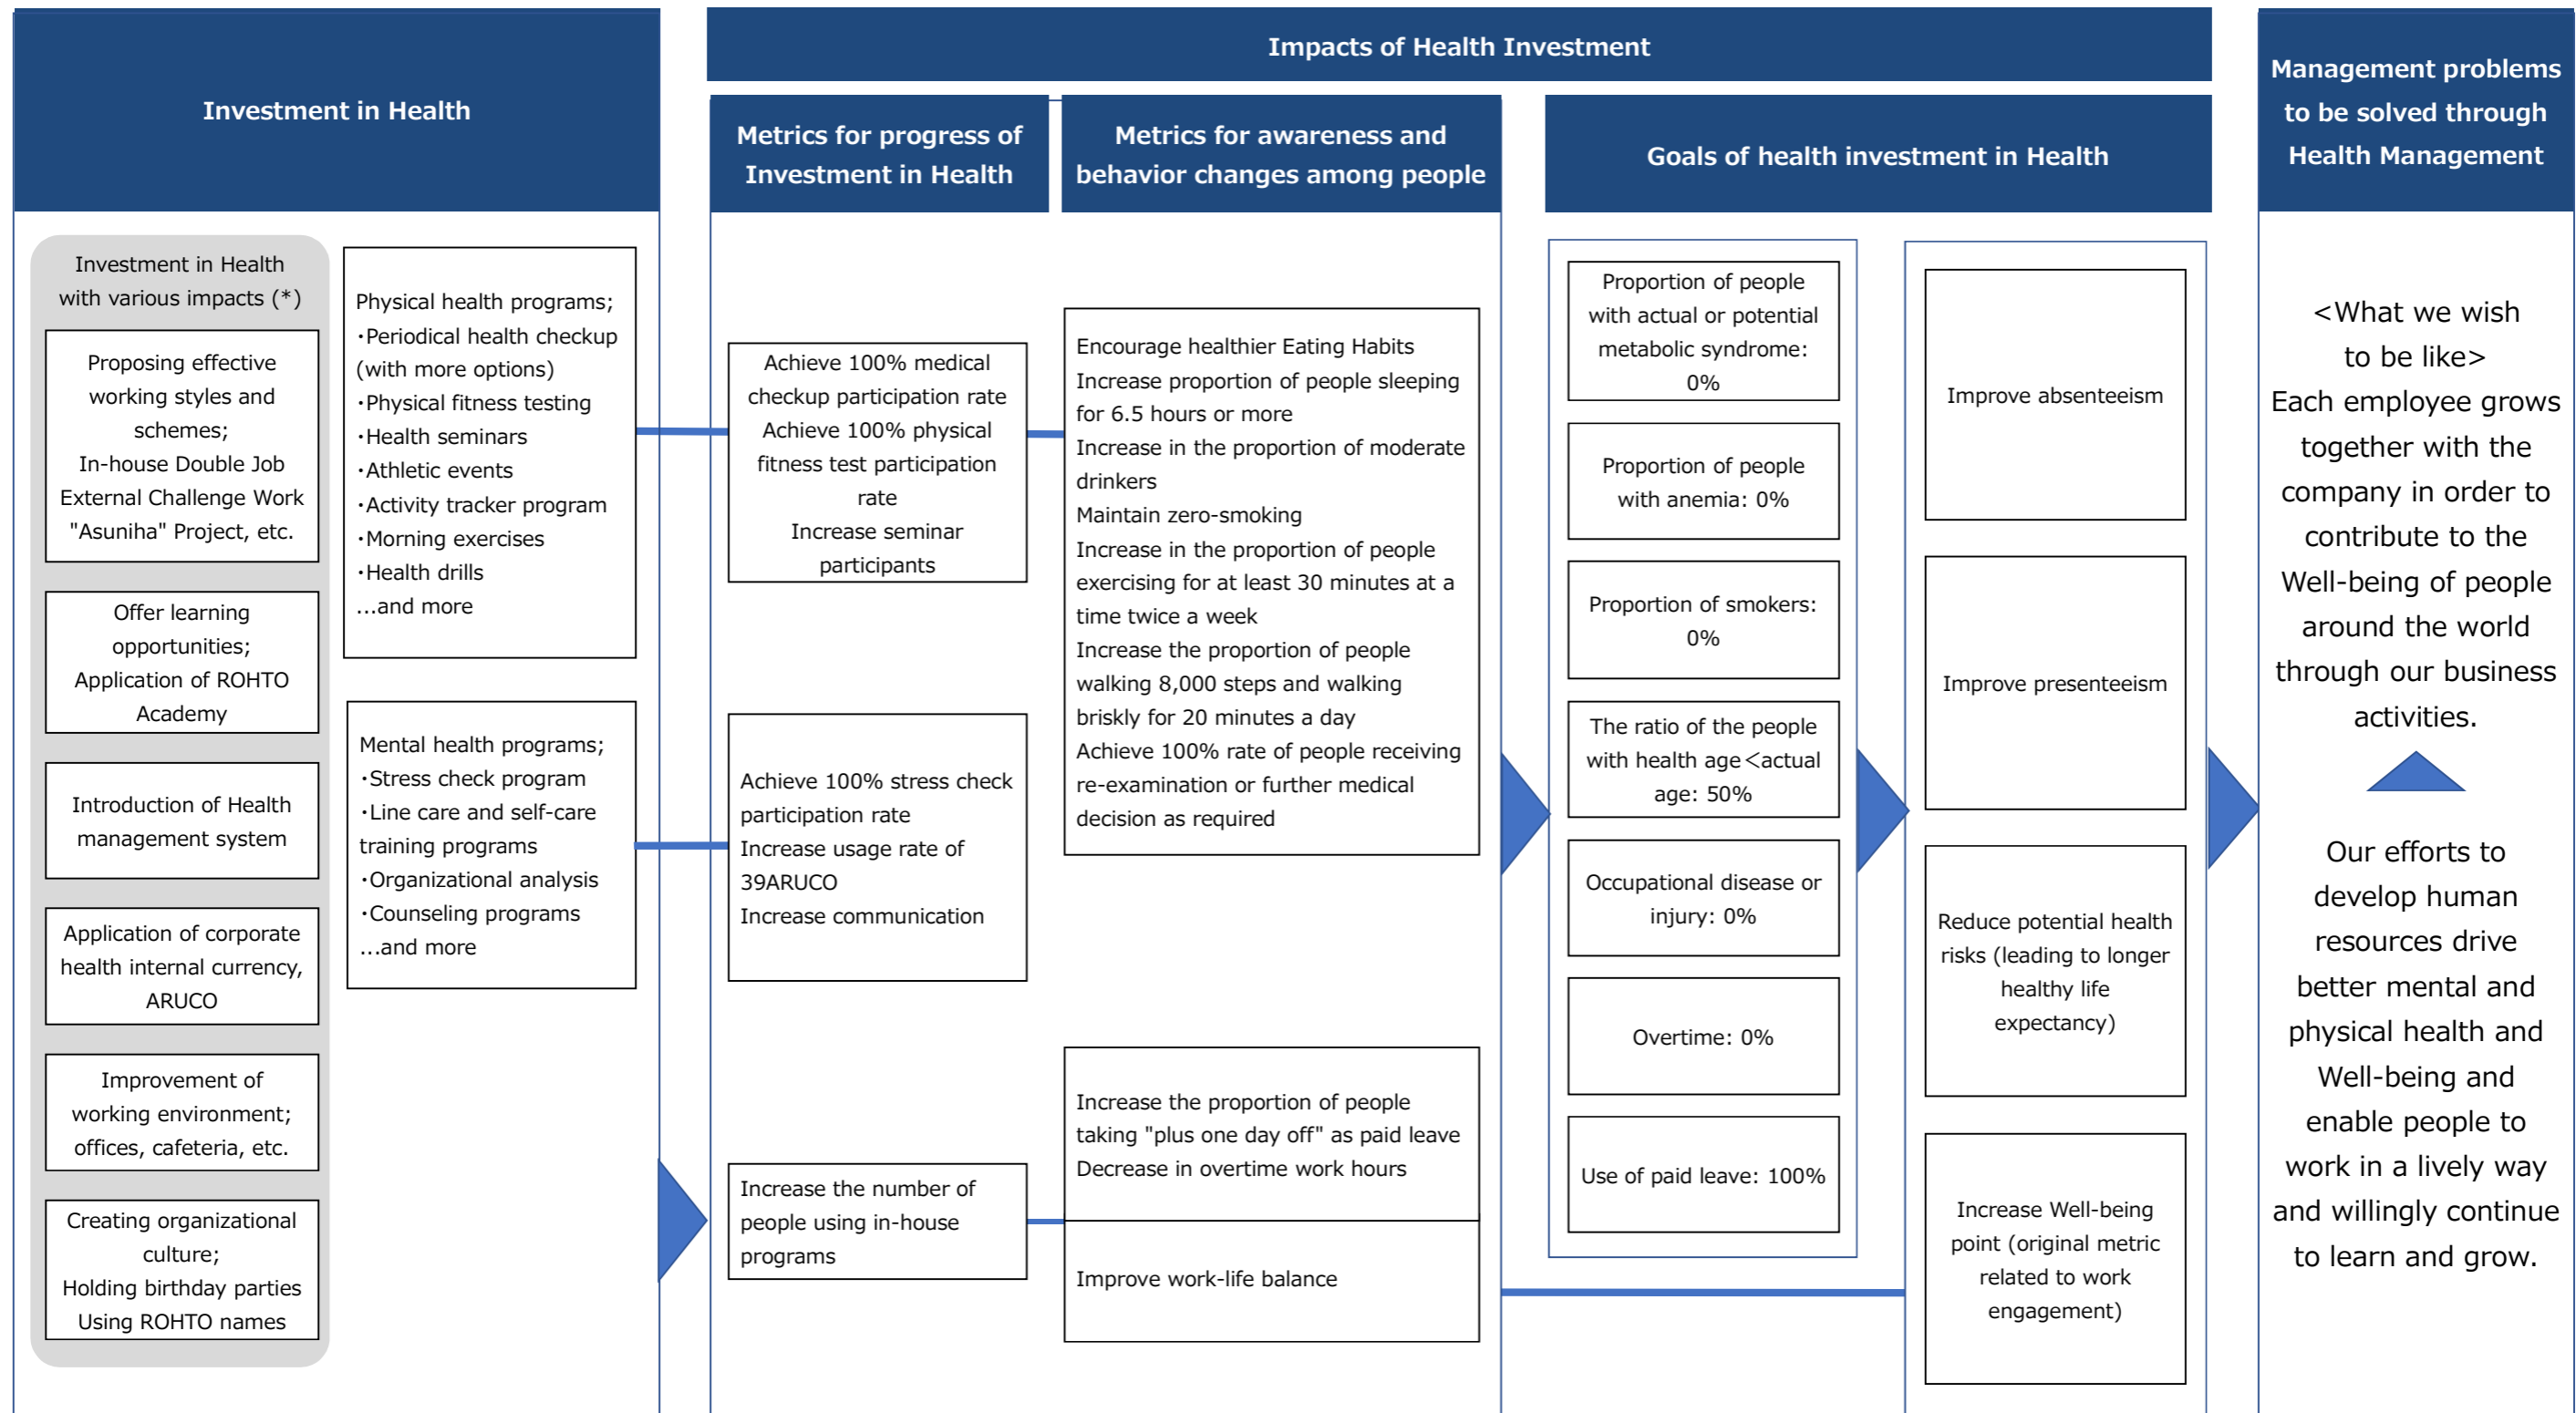 Investment in Health
Investment in Health
with various impacts (*)
Proposing effective
working styles and
schemes;
In-house Double Job
External Challenge Work
"Asuniha" Project, etc.
Offer learning
opportunities;
Application of ROHTO
Academy
Introduction of Health
management system
Application of corporate
health internal currency,
ARUCO
Improvement of
working environment;
offices, cafeteria, etc.
Creating organizational
culture;
Holding birthday parties
Using ROHTO names
Physical health programs;
・Periodical health checkup
(with more options)
・Physical fitness testing
・Health seminars
・Athletic events
・Activity tracker program
・Morning exercises
・Health drills
…and more
Mental health programs;
・Stress check program
・Line care and self-care
training programs
・Organizational analysis
・Counseling programs
…and more
Impacts of Health Investment
Metrics for progress of
Investment in Health
Achieve 100% medical
checkup participation rate
Achieve 100% physical
fitness test participation
rate
Increase seminar
participants
Achieve 100% stress check
participation rate
Increase usage rate of
39ARUCO
Increase communication
Increase the number of
people using in-house
programs
Metrics for awareness and
behavior changes among people
Encourage healthier Eating Habits
Increase proportion of people sleeping
for 6.5 hours or more
Increase in the proportion of moderate
drinkers
Maintain zero-smoking
Increase in the proportion of people
exercising for at least 30 minutes at a
time twice a week
Increase the proportion of people
walking 8,000 steps and walking
briskly for 20 minutes a day
Achieve 100% rate of people receiving
re-examination or further medical
decision as required
Increase the proportion of people
taking "plus one day off" as paid leave
Decrease in overtime work hours
Improve work-life balance
Goals of health investment in Health
Proportion of people
with actual or potential
metabolic syndrome:
0%
Proportion of people
with anemia: 0%
Proportion of smokers:
0%
The ratio of the people
with health age＜actual
age: 50%
Occupational disease or
injury: 0%
Overtime: 0%
Use of paid leave: 100%
Improve absenteeism
Improve presenteeism
Reduce potential health
risks (leading to longer
healthy life
expectancy)
Increase Well-being
point (original metric
related to work
engagement)
Management problems
to be solved through
Health Management
<What we wish
to be like>
Each employee grows
together with the
company in order to
contribute to the
Well-being of people
around the world
through our business
activities.
Our efforts to
develop human
resources drive
better mental and
physical health and
Well-being and
enable people to
work in a lively way
and willingly continue
to learn and grow.